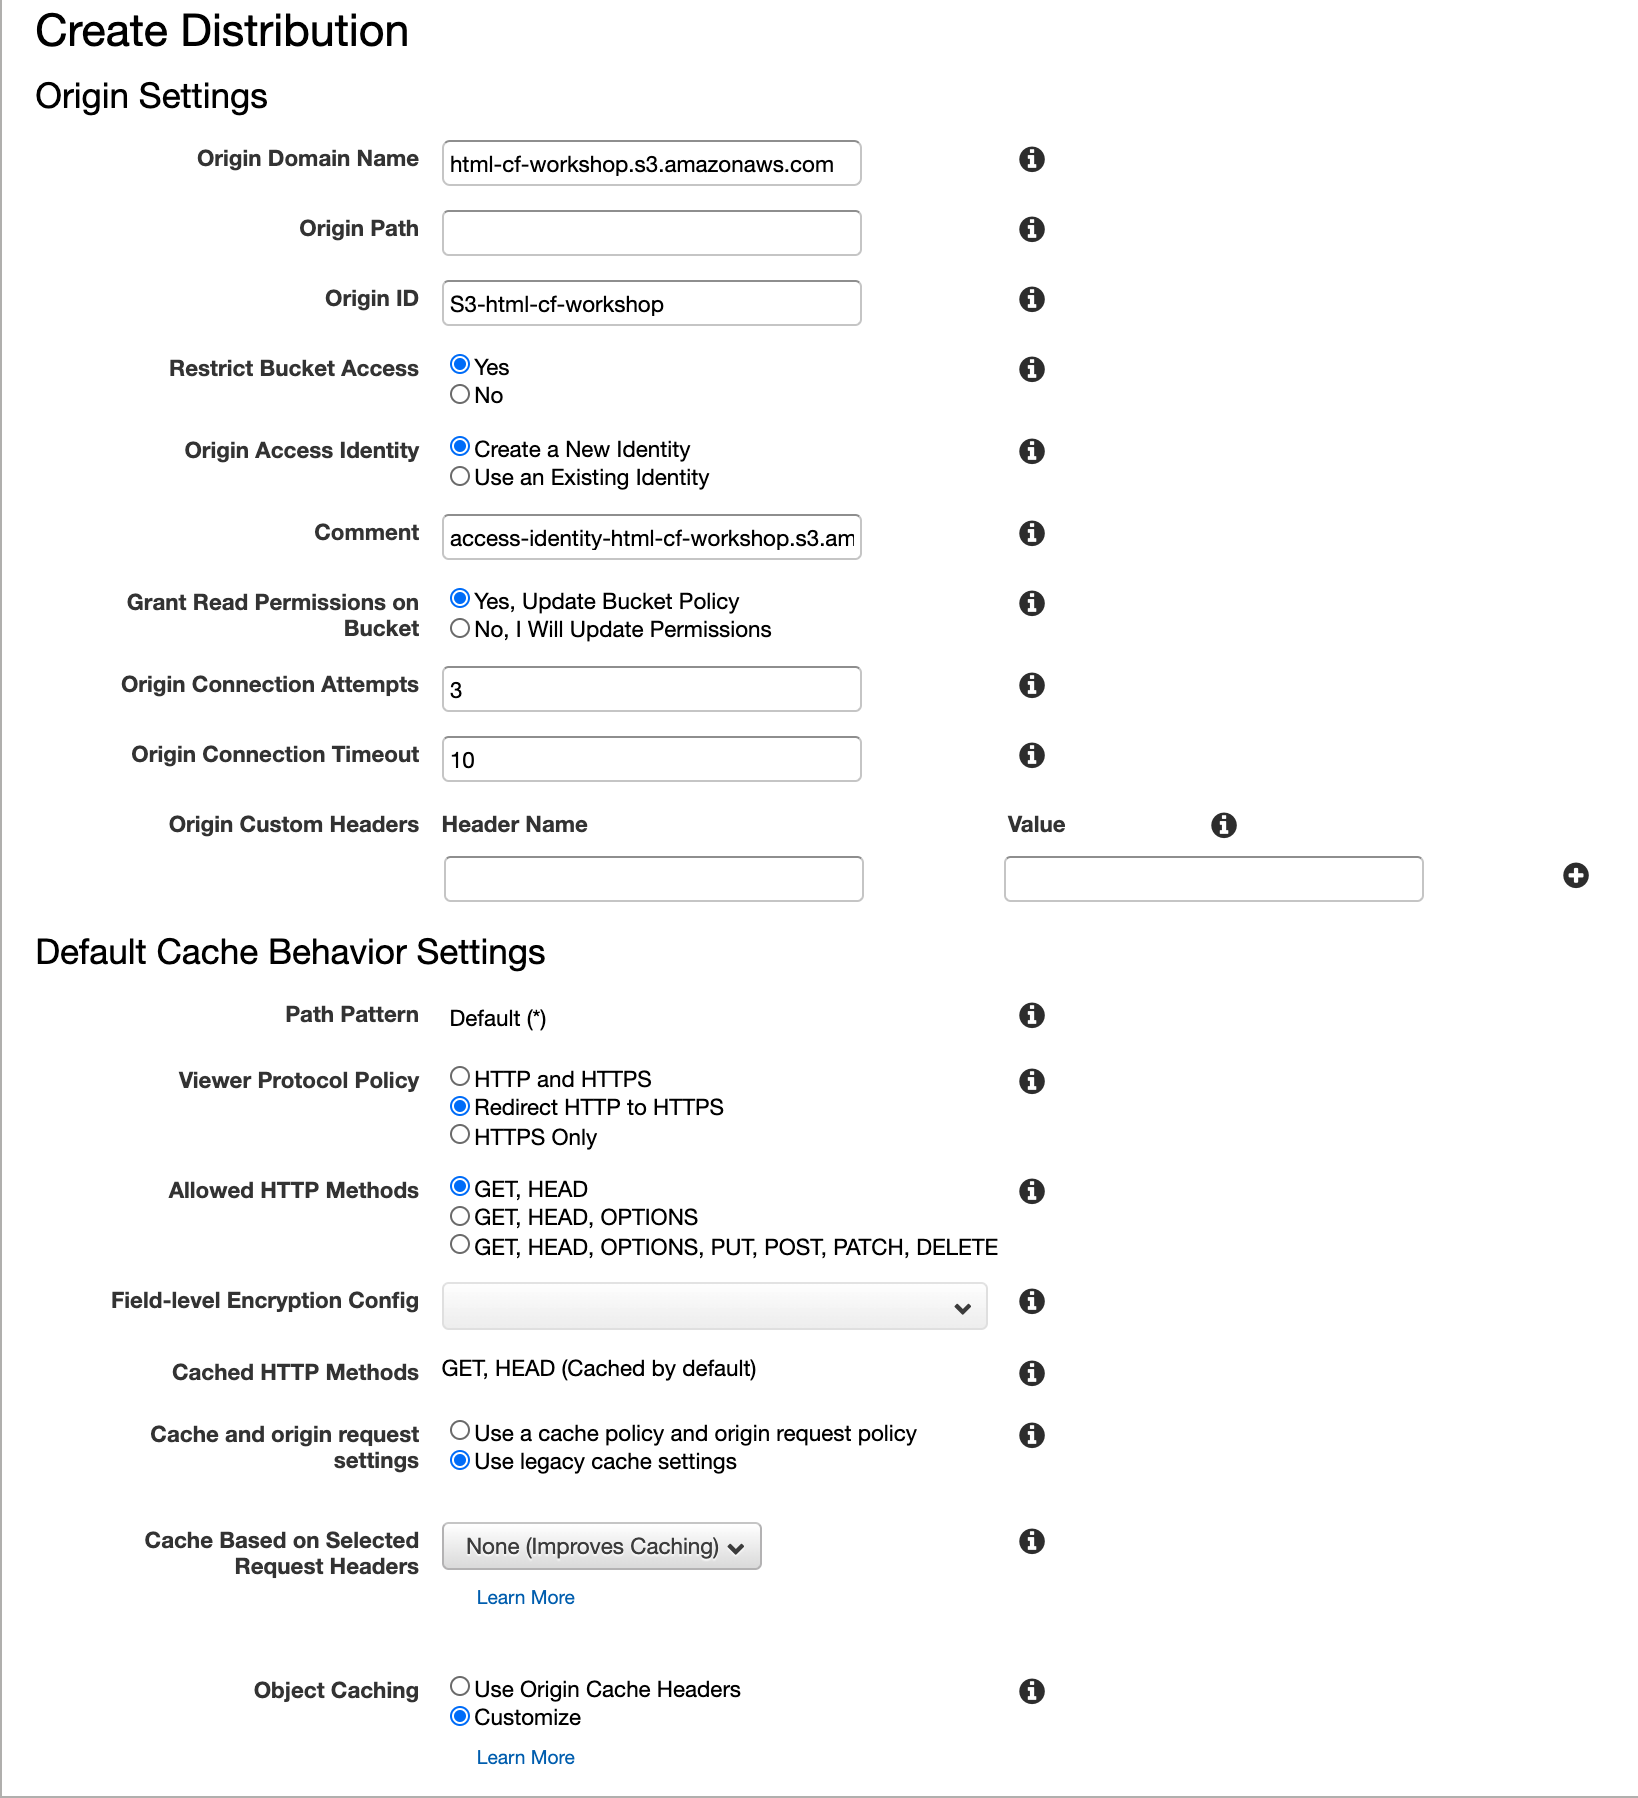 Create Distribution
Origin Settings
Origin Domain Name html-cf-workshop.s3.amazonaws.com
Origin Path
Origin ID S3-html-cf-workshop
Restrict Bucket Access Yes
No
Origin Access Identity Create a New Identity
Use an Existing Identity
Comment access-identity-html-cf-workshop.s3.am
Grant Read Permissions on Yes, Update Bucket Policy
Bucket No, I Will Update Permissions
Origin Connection Attempts 3
Origin Connection Timeout 10
Origin Custom Headers Header Name Value
Default Cache Behavior Settings
Path Pattern Default (*)
Viewer Protocol Policy HTTP and HTTPS
Redirect HTTP to HTTPS
HTTPS Only
Allowed HTTP Methods GET, HEAD
GET, HEAD, OPTIONS
GET, HEAD, OPTIONS, PUT, POST, PATCH, DELETE
Field-level Encryption Config
Cached HTTP Methods GET, HEAD (Cached by default)
Cache and origin request Use a cache policy and origin request policy
settings Use legacy cache settings
Cache Based on Selected None (Improves Caching)
Request Headers
Learn More
Object Caching Use Origin Cache Headers
Customize
Learn More